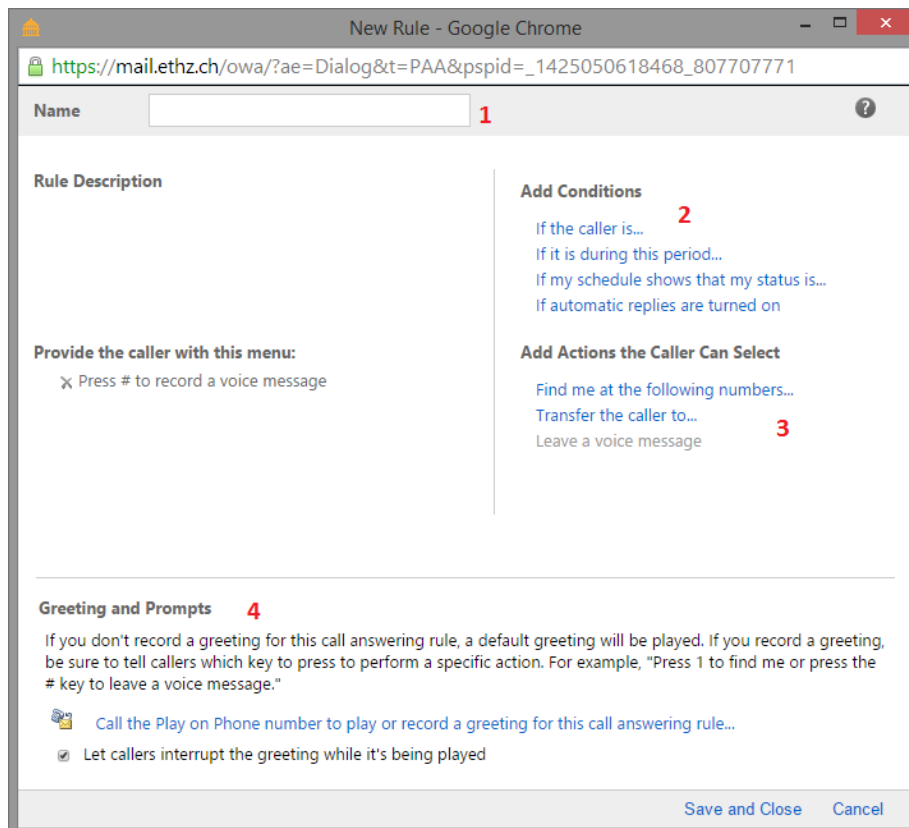 New Rule - Google Chrome
https://mail.ethz.ch/owa/?ae=Dialog&t=PAA&pspid=_1425050618468_807707771
Name 1 ?
Rule Description
Add Conditions
2
If the caller is...
If it is during this period...
If my schedule shows that my status is...
If automatic replies are turned on
Provide the caller with this menu:
Press # to record a voice message
Add Actions the Caller Can Select
Find me at the following numbers...
Transfer the caller to...
3
Leave a voice message
Greeting and Prompts 4
If you don't record a greeting for this call answering rule, a default greeting will be played. If you record a greeting,
be sure to tell callers which key to press to perform a specific action. For example, "Press 1 to find me or press the
# key to leave a voice message."
Call the Play on Phone number to play or record a greeting for this call answering rule...
Let callers interrupt the greeting while it's being played
Save and Close Cancel